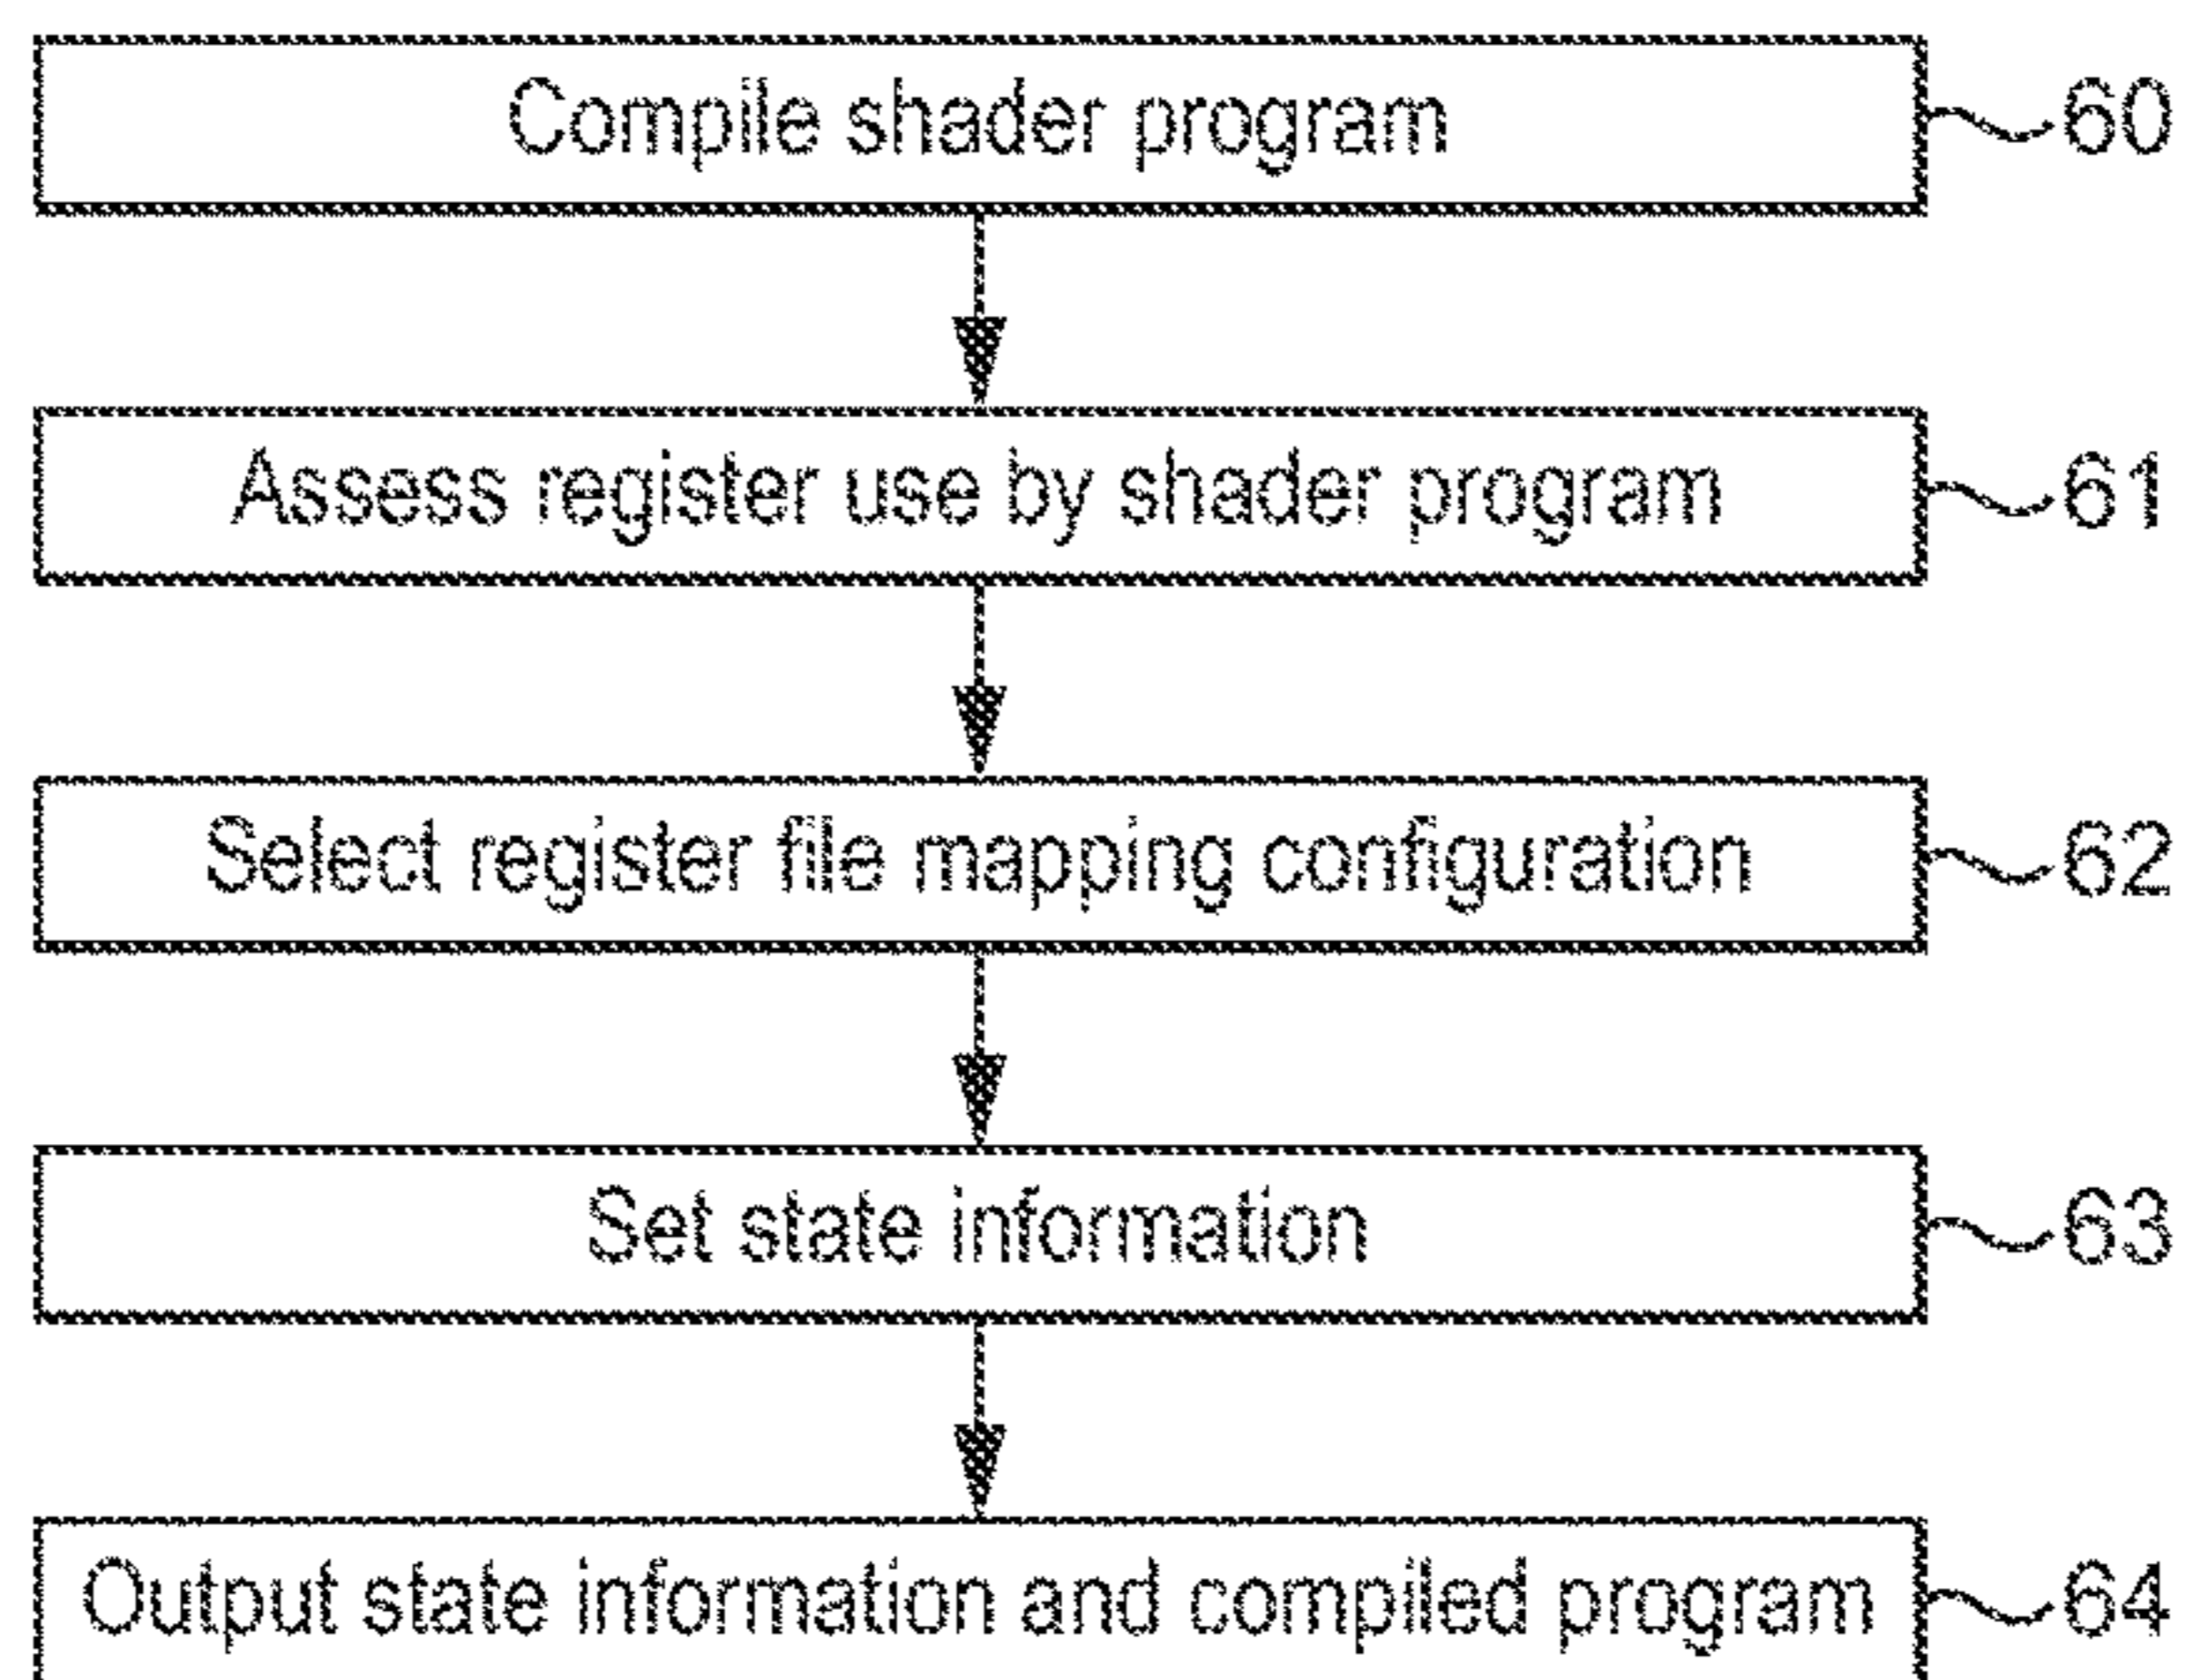 Compile shader program 60
Assess register use by shader program 61
Select register file mapping configuration 62
Set state information 63
Output state information and compiled program 64